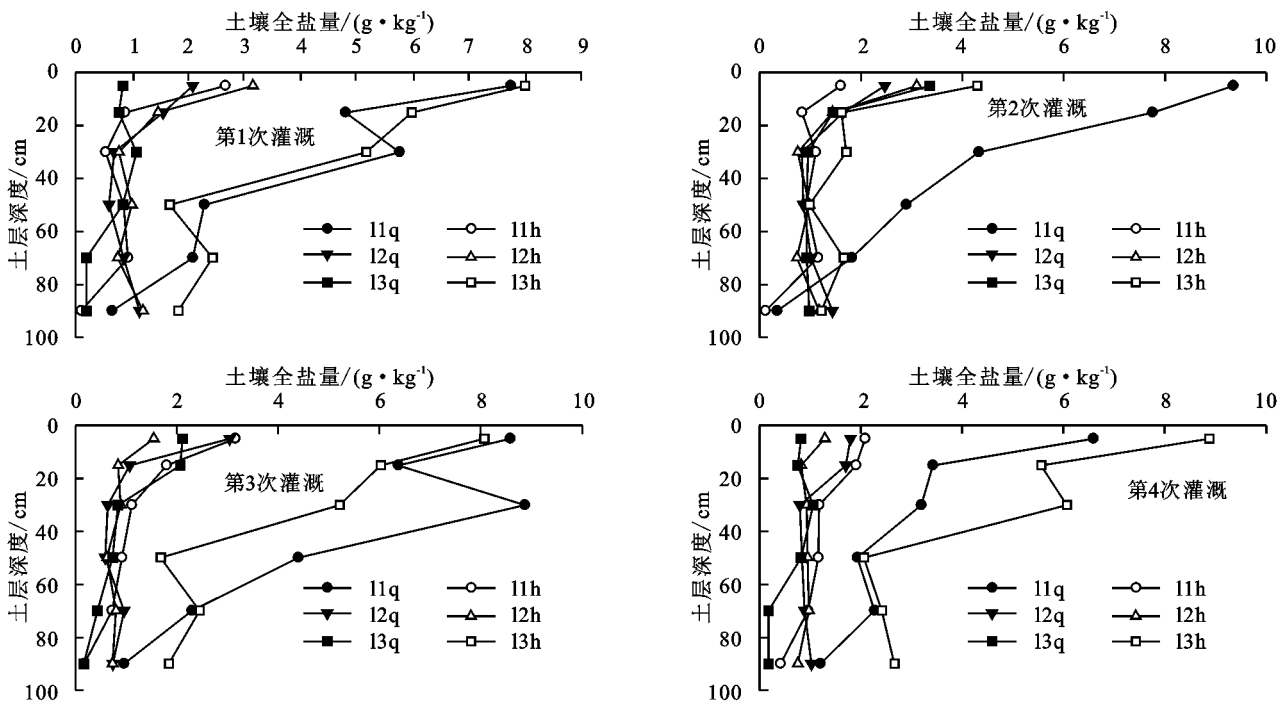 土壤全盐量/(g·kg⁻¹)
0 1 2 3 4 5 6 7 8 9
0
20
40
60
80
100
土层深度/cm
第1次灌溉
l1q l1h
l2q l2h
l3q l3h
土壤全盐量/(g·kg⁻¹)
0 2 4 6 8 10
0
20
40
60
80
100
土层深度/cm
第2次灌溉
l1q l1h
l2q l2h
l3q l3h
土壤全盐量/(g·kg⁻¹)
0 2 4 6 8 10
0
20
40
60
80
100
土层深度/cm
第3次灌溉
l1q l1h
l2q l2h
l3q l3h
土壤全盐量/(g·kg⁻¹)
0 2 4 6 8 10
0
20
40
60
80
100
土层深度/cm
第4次灌溉
l1q l1h
l2q l2h
l3q l3h